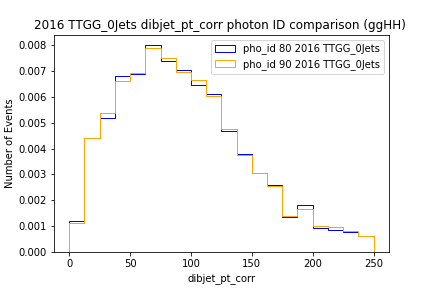 2016 TTGG_0Jets dibjet_pt_corr photon ID comparison (ggHH)
pho_id 80 2016 TTGG_0Jets
pho_id 90 2016 TTGG_0Jets
Number of Events
0.008
0.007
0.006
0.005
0.004
0.003
0.002
0.001
0.000
0 50 100 150 200 250
dibjet_pt_corr